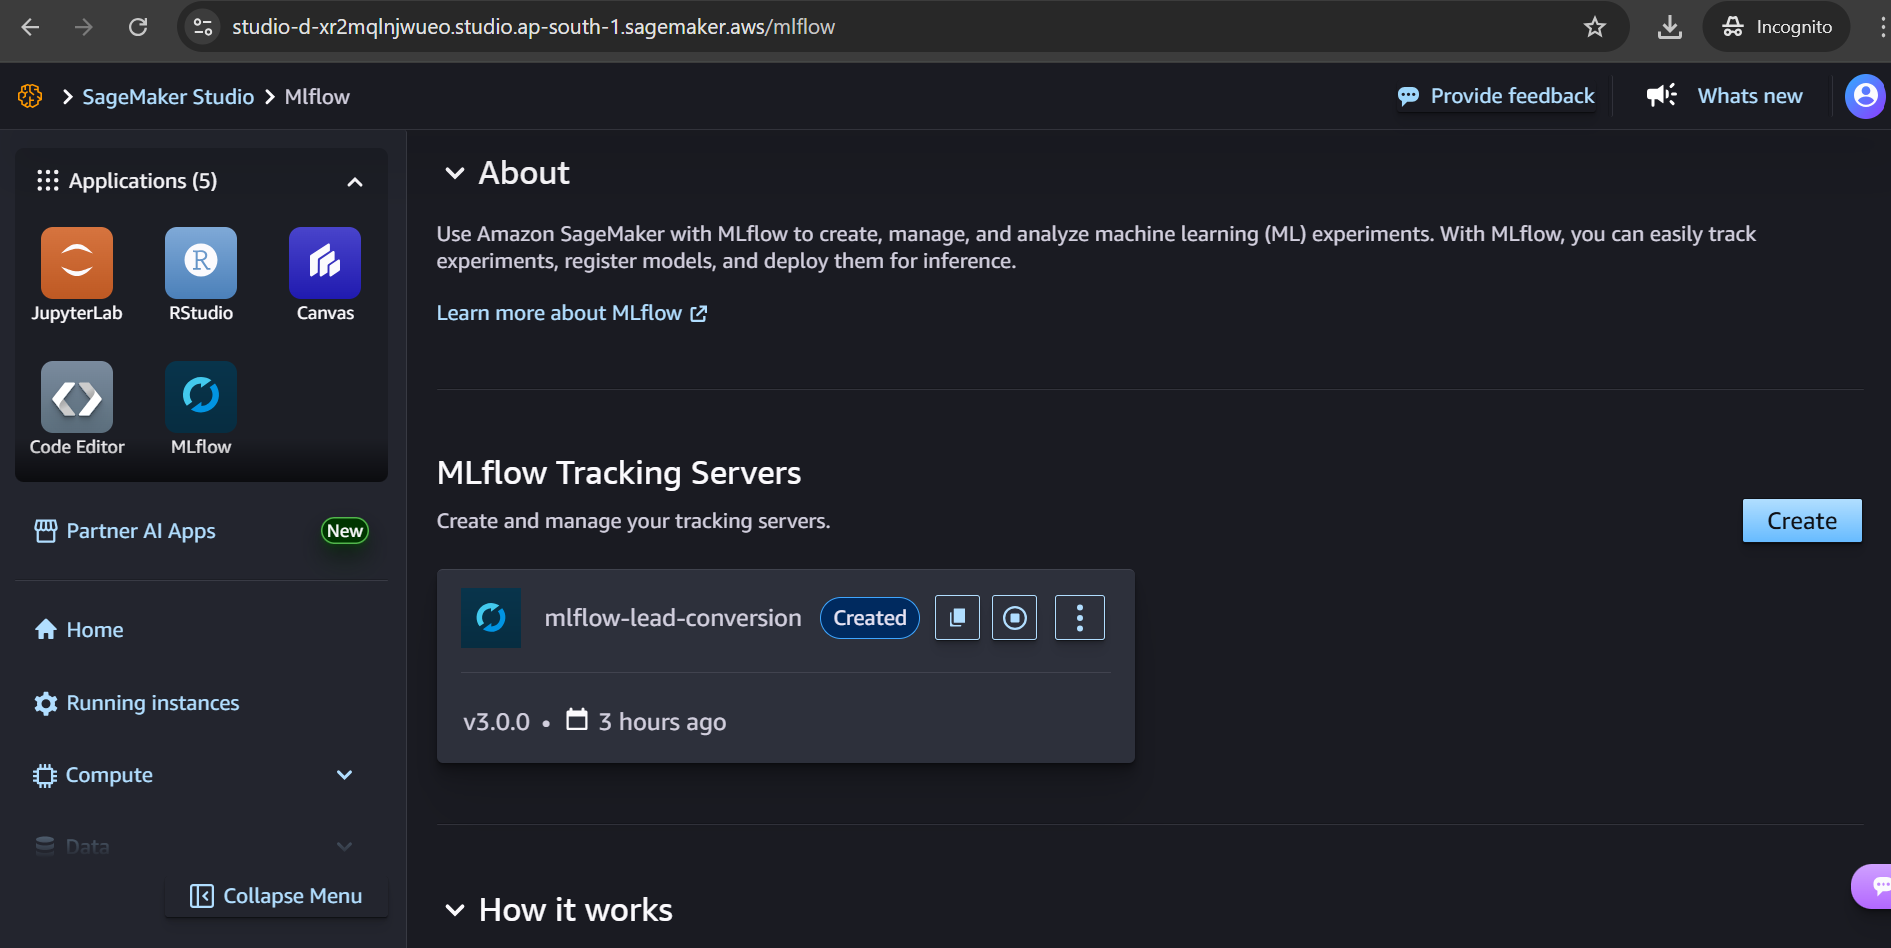 studio-d-xr2mqlnjwueo.studio.ap-south-1.sagemaker.aws/mlflow
Incognito
SageMaker Studio
Mlflow
Provide feedback
Whats new
Applications (5)
JupyterLab
R
RStudio
Canvas
Code Editor
MLflow
Partner AI Apps
New
Home
Running instances
Compute
Data
Collapse Menu
About
Use Amazon SageMaker with MLflow to create, manage, and analyze machine learning (ML) experiments. With MLflow, you can easily track
experiments, register models, and deploy them for inference.
Learn more about MLflow
MLflow Tracking Servers
Create and manage your tracking servers.
Create
mlflow-lead-conversion
Created
v3.0.0 • 3 hours ago
How it works